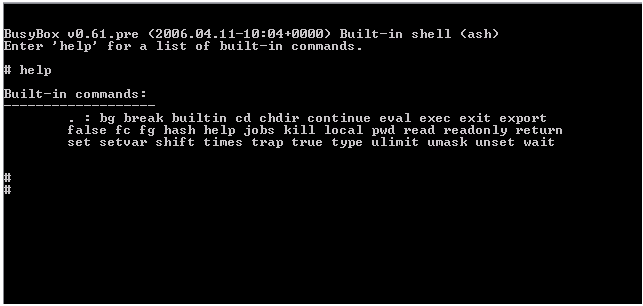 BusyBox v0.61.pre (2006.04.11-10:04+0000) Built-in shell (ash)
Enter 'help' for a list of built-in commands.
# help
Built-in commands:
-------------------
. : bg break builtin cd chdir continue eval exec exit export
false fc fg hash help jobs kill local pwd read readonly return
set setvar shift times trap true type ulimit umask unset wait
#
#